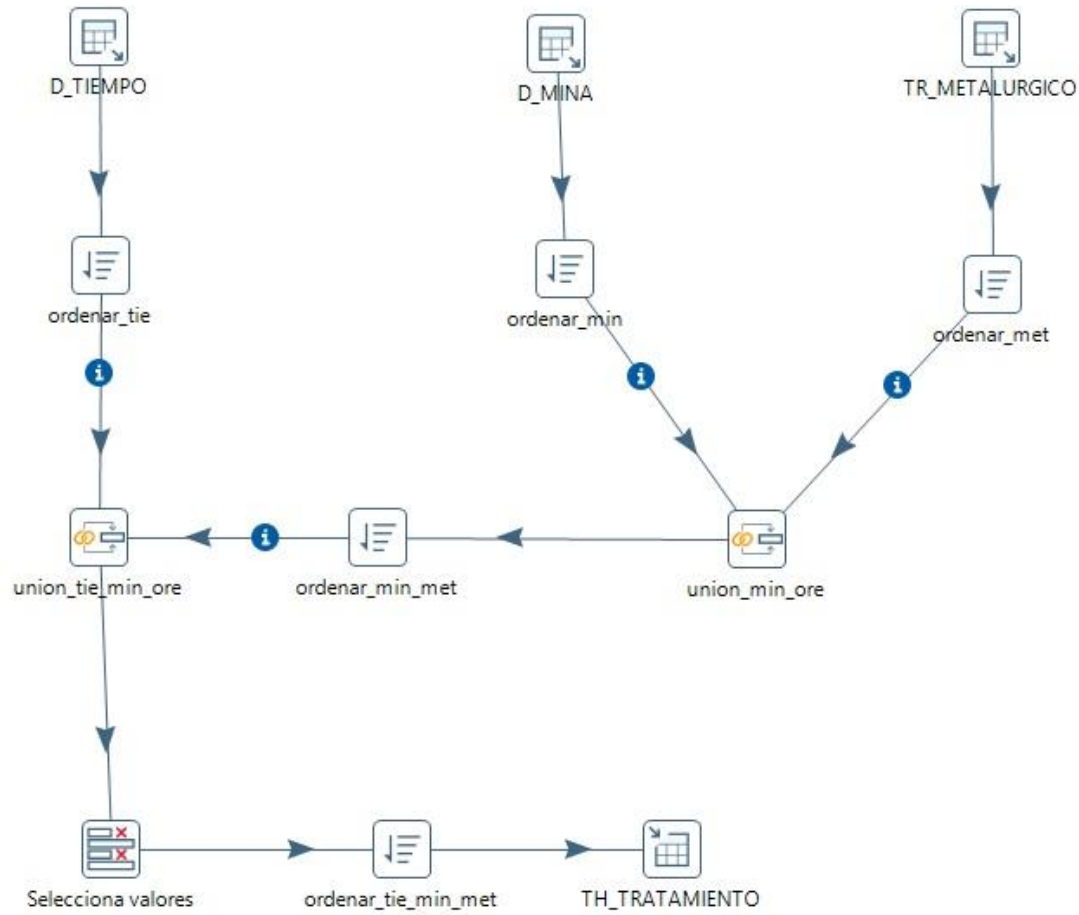 D_TIEMPO
D_MINA
TR_METALURGICO
ordenar_tie
ordenar_min
ordenar_met
union_tie_min_ore
ordenar_min_met
union_min_ore
Selecciona valores
ordenar_tie_min_met
TH_TRATAMIENTO